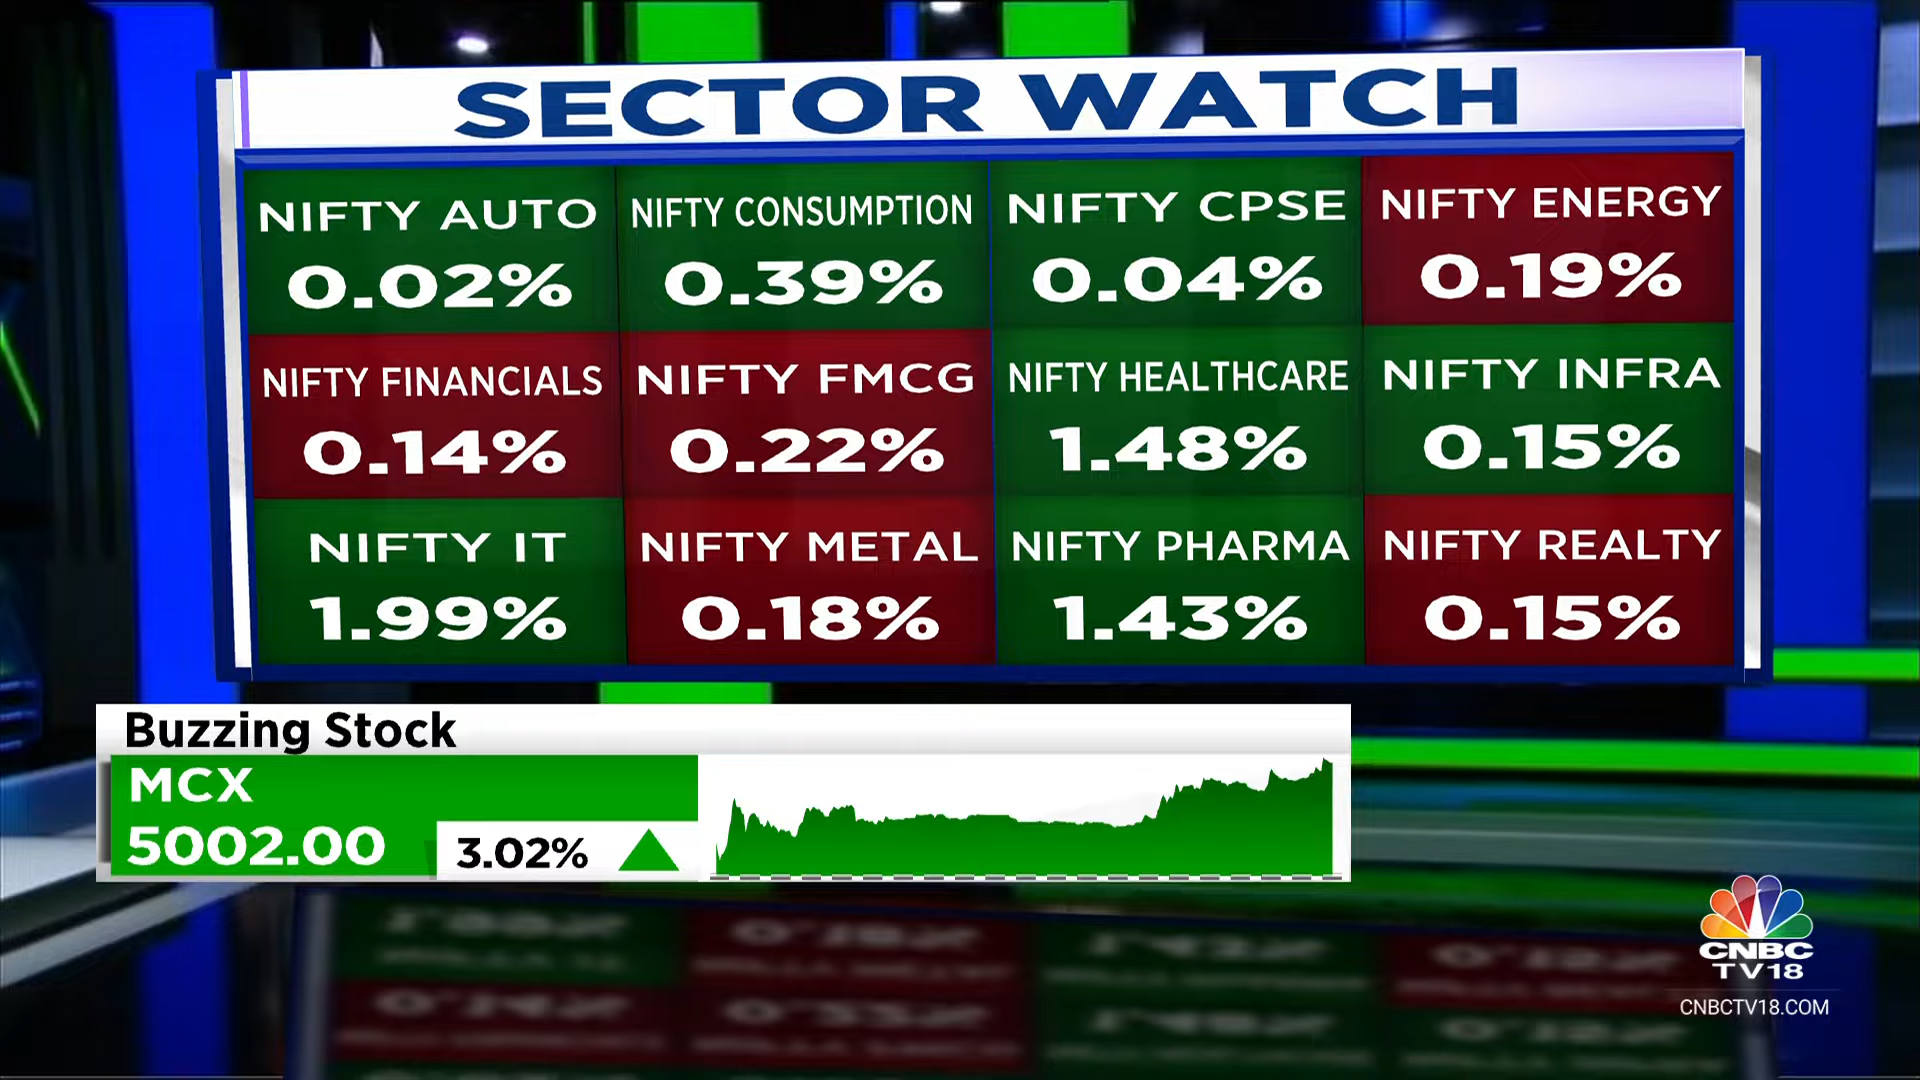 SECTOR WATCH
NIFTY AUTO
0.02%
NIFTY CONSUMPTION
0.39%
NIFTY CPSE
0.04%
NIFTY ENERGY
0.19%
NIFTY FINANCIALS
0.14%
NIFTY FMCG
0.22%
NIFTY HEALTHCARE
1.48%
NIFTY INFRA
0.15%
NIFTY IT
1.99%
NIFTY METAL
0.18%
NIFTY PHARMA
1.43%
NIFTY REALTY
0.15%
Buzzing Stock
MCX
5002.00
3.02%
CNBC
TV18
CNBCTV18.COM